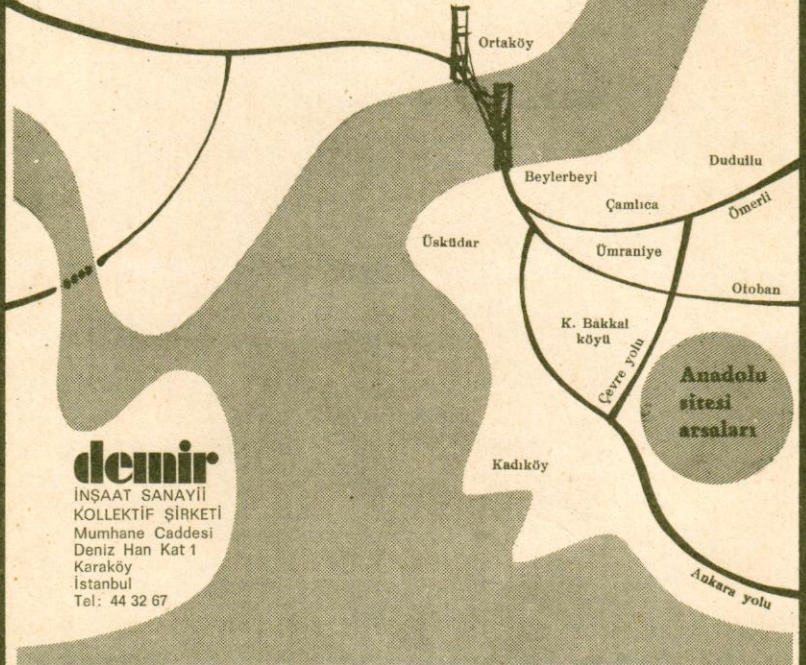 Ortaköy
Dudullu
Beylerbeyi
Çamlıca
Ömerli
Üsküdar
Ümraniye
Otoban
K. Bakkal
köyü
Çevre yolu
Anadolu
sitesi
arsaları
Kadıköy
demir
İNŞAAT SANAYİİ
KOLLEKTİF ŞİRKETİ
Mumhane Caddesi
Deniz Han Kat 1
Karaköy
İstanbul
Tel: 44 32 67
Ankara yolu